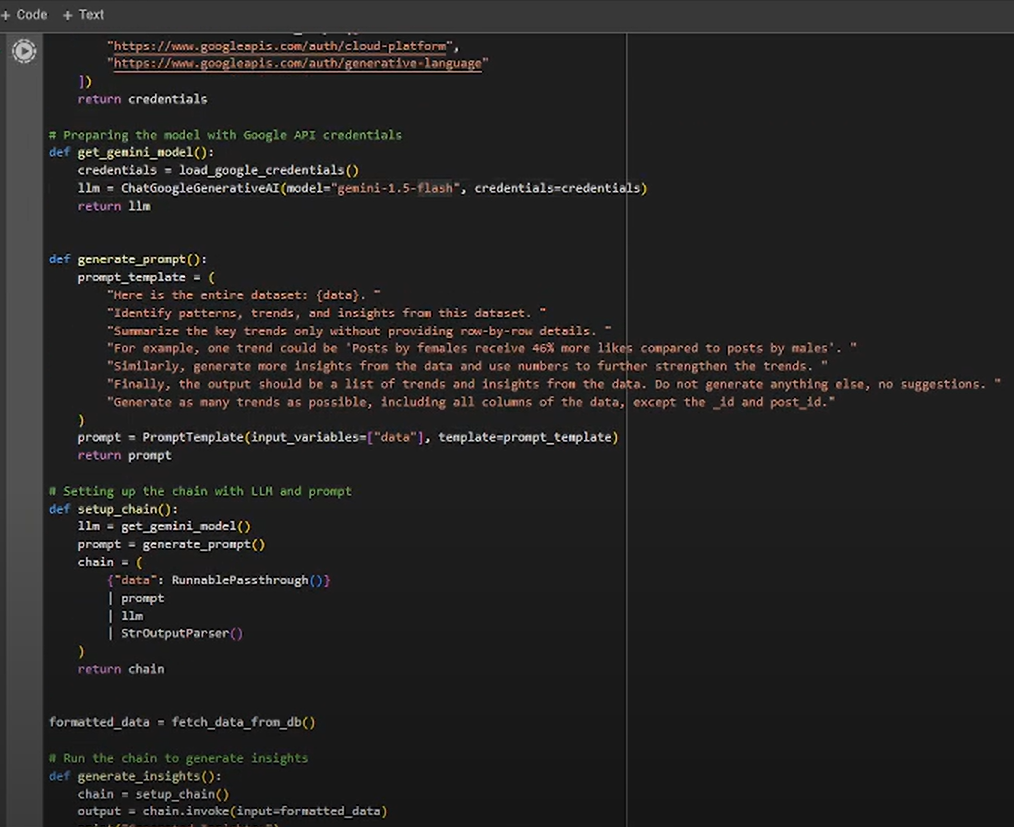 + Code + Text
"https://www.googleapis.com/auth/cloud-platform",
"https://www.googleapis.com/auth/generative-language"
])
return credentials
# Preparing the model with Google API credentials
def get_gemini_model():
credentials = load_google_credentials()
llm = ChatGoogleGenerativeAI(model="gemini-1.5-flash", credentials=credentials)
return llm
def generate_prompt():
prompt_template = (
"Here is the entire dataset: {data}. "
"Identify patterns, trends, and insights from this dataset. "
"Summarize the key trends only without providing row-by-row details. "
"For example, one trend could be 'Posts by females receive 46% more likes compared to posts by males'. "
"Similarly, generate more insights from the data and use numbers to further strengthen the trends. "
"Finally, the output should be a list of trends and insights from the data. Do not generate anything else, no suggestions. "
"Generate as many trends as possible, including all columns of the data, except the _id and post_id."
)
prompt = PromptTemplate(input_variables=["data"], template=prompt_template)
return prompt
# Setting up the chain with LLM and prompt
def setup_chain():
llm = get_gemini_model()
prompt = generate_prompt()
chain = (
{"data": RunnablePassthrough()}
| prompt
| llm
| StrOutputParser()
)
return chain
formatted_data = fetch_data_from_db()
# Run the chain to generate insights
def generate_insights():
chain = setup_chain()
output = chain.invoke(input=formatted_data)